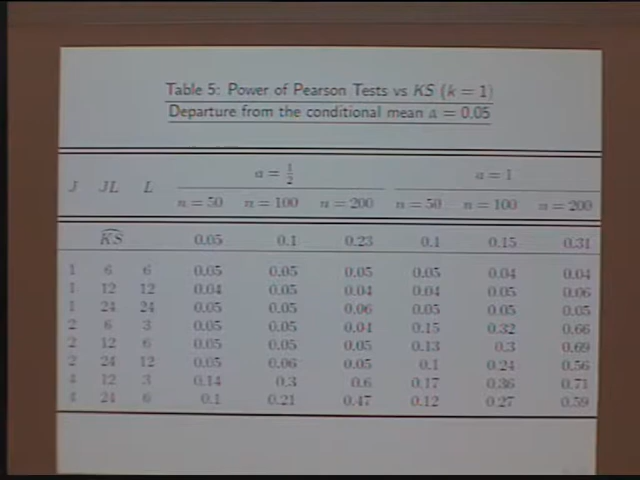 Table 5: Power of Pearson Tests vs KS (k = 1)
Departure from the conditional mean a = 0.05
a = 1/2 a = 1
J JL L n = 50 n = 100 n = 200 n = 50 n = 100 n = 200
K̂S 0.05 0.1 0.23 0.1 0.15 0.31
1 6 6 0.05 0.05 0.05 0.05 0.04 0.04
1 12 12 0.04 0.05 0.04 0.04 0.05 0.06
1 24 24 0.05 0.05 0.06 0.05 0.05 0.05
2 6 3 0.05 0.05 0.04 0.15 0.32 0.66
2 12 6 0.05 0.05 0.05 0.13 0.3 0.69
2 24 12 0.05 0.06 0.05 0.1 0.24 0.56
4 12 3 0.14 0.3 0.6 0.17 0.36 0.71
4 24 6 0.1 0.21 0.47 0.12 0.27 0.59